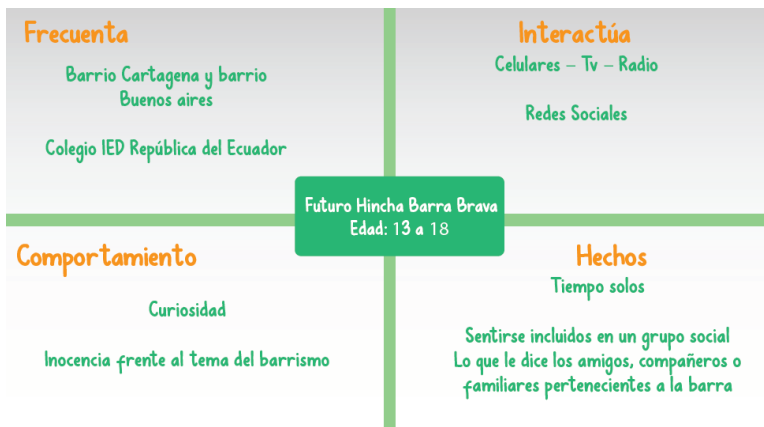 Frecuenta
Barrio Cartagena y barrio
Buenos aires
Colegio IED República del Ecuador
Interactúa
Celulares – Tv – Radio
Redes Sociales
Futuro Hincha Barra Brava
Edad: 13 a 18
Comportamiento
Curiosidad
Inocencia frente al tema del barrismo
Hechos
Tiempo solos
Sentirse incluidos en un grupo social
Lo que le dice los amigos, compañeros o
familiares pertenecientes a la barra